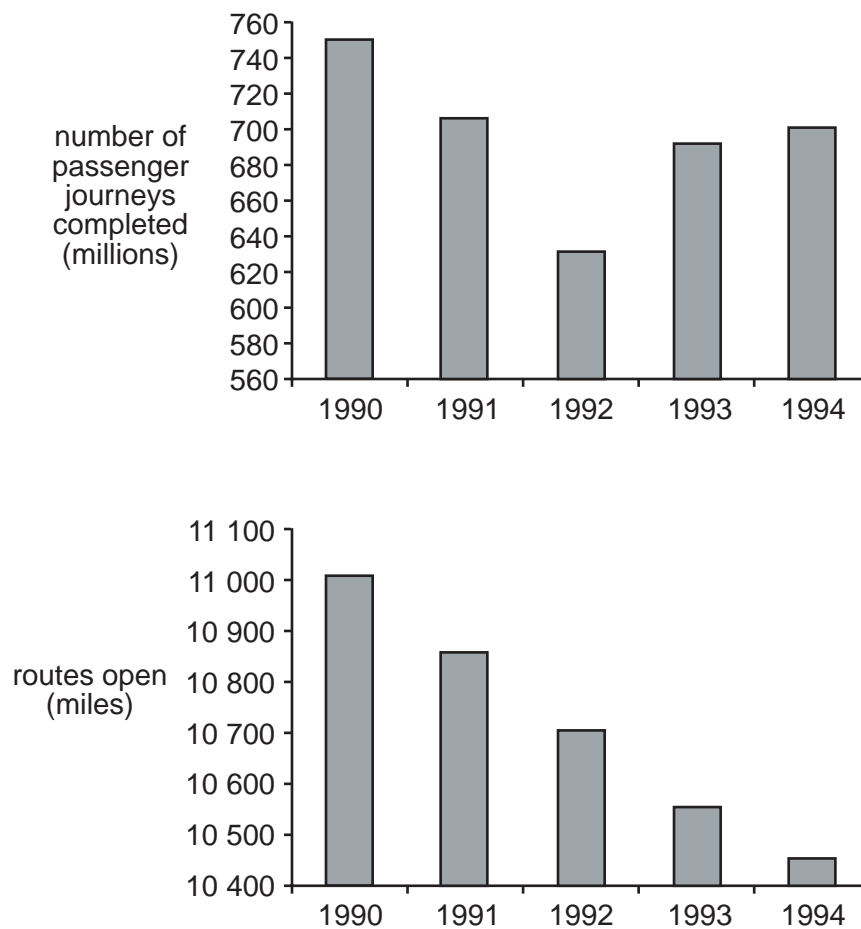 760
740
720
700
680
660
640
620
600
580
560
number of
passenger
journeys
completed
(millions)
1990 1991 1992 1993 1994
11 100
11 000
10 900
10 800
10 700
10 600
10 500
10 400
routes open
(miles)
1990 1991 1992 1993 1994